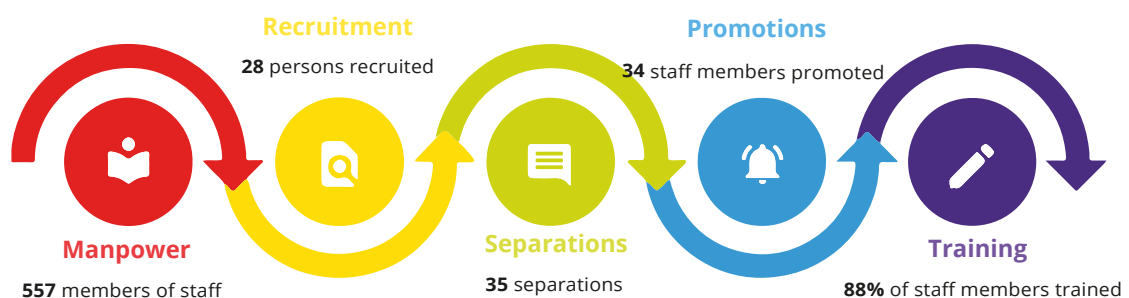 Manpower
557 members of staff
Recruitment
28 persons recruited
Separations
35 separations
Promotions
34 staff members promoted
Training
88% of staff members trained